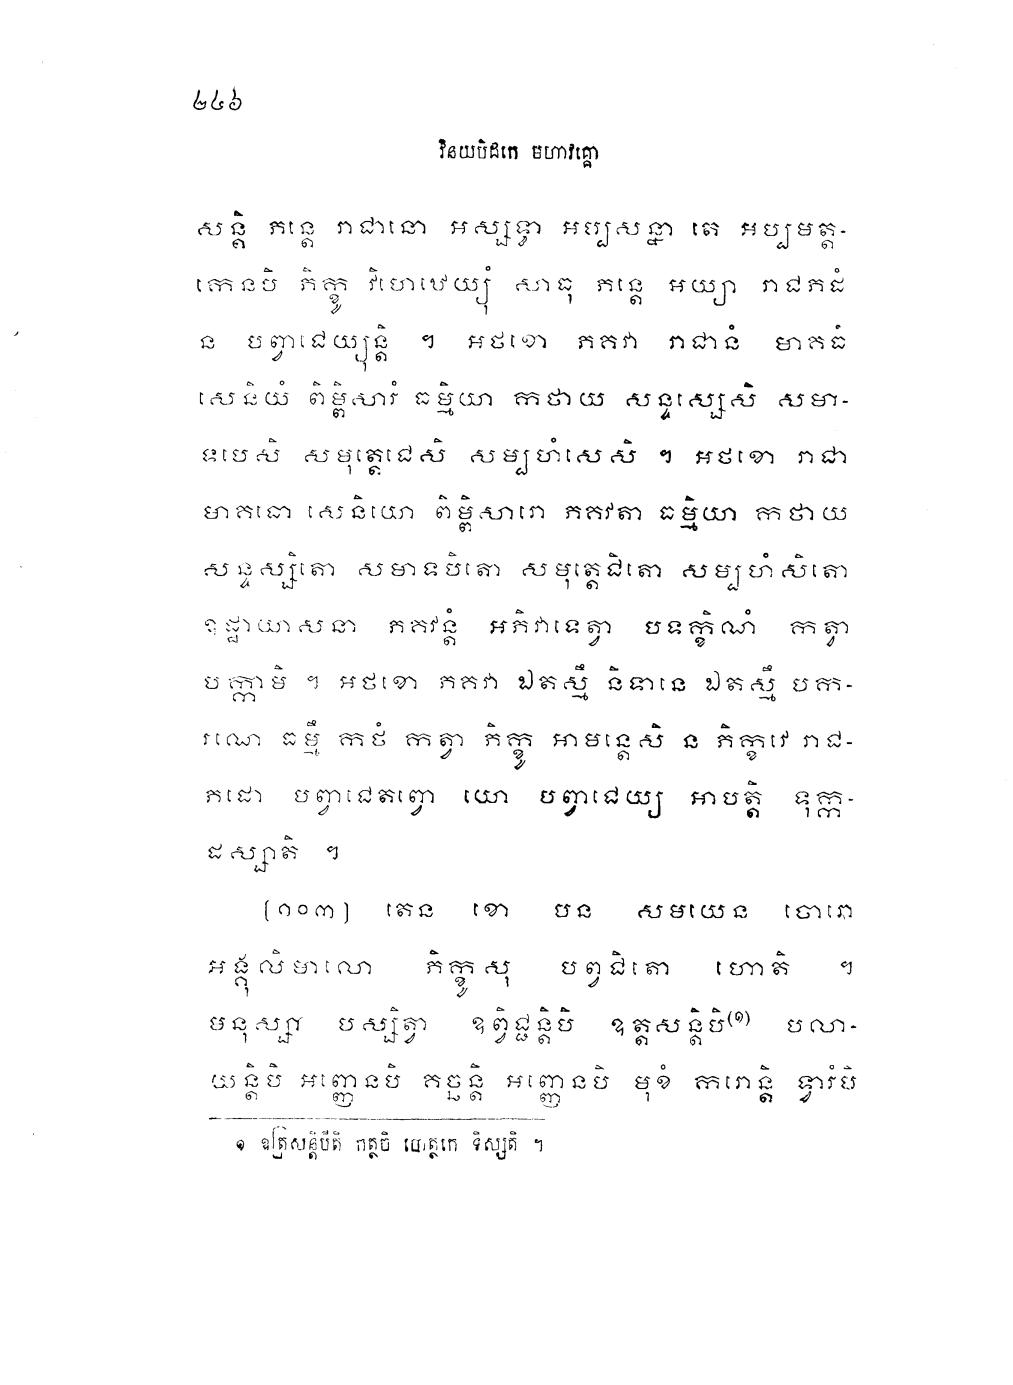 ២៤៦
វិនយបិដកេ មហាវគ្គោ
សន្តិ ភន្តេ រាជានោ អស្សទ្ធា អប្បសន្នា តេ អប្បមត្ត-
កេនបិ ភិក្ខូ វិហេឋេយ្យុំ សាធុ ភន្តេ អយ្យា រាជភដំ
ន បព្វាជេយ្យុន្តិ ។ អថខោ ភគវា រាជានំ មាគធំ
សេនិយំ ពិម្ពិសារំ ធម្មិយា កថាយ សន្ទស្សេសិ សមា-
ទបេសិ សមុត្តេជេសិ សម្បហំសេសិ ។ អថខោ រាជា
មាគធោ សេនិយោ ពិម្ពិសារោ ភគវតា ធម្មិយា កថាយ
សន្ទស្សិតោ សមាទបិតោ សមុត្តេជិតោ សម្បហំសិតោ
ឧដ្ឋាយាសនា ភគវន្តំ អភិវាទេត្វា បទក្ខិណំ កត្វា
បក្កាមិ ។ អថខោ ភគវា ឯតស្មឹ និទានេ ឯតស្មឹ បក-
រណេ ធម្មឹ កថំ កត្វា ភិក្ខូ អាមន្តេសិ ន ភិក្ខវេ រាជ-
ភដោ បព្វាជេតព្វោ យោ បព្វាជេយ្យ អាបត្តិ ទុក្ក-
ដស្សាតិ ។
[១០៣] តេន ខោ បន សមយេន ចោរោ
អង្គុលិមាលោ ភិក្ខូសុ បព្វជិតោ ហោតិ ។
មនុស្សា បស្សិត្វា ឧព្វិជ្ជន្តិបិ ឧត្តសន្តិបិ(១) បលា-
យន្តិបិ អញ្ញេនបិ គច្ឆន្តិ អញ្ញេនបិ មុខំ ករោន្តិ ទ្វារំបិ
១ ឧត្រាសន្តិបីតិ កត្ថចិ បោត្ថកេ ទិស្សតិ ។